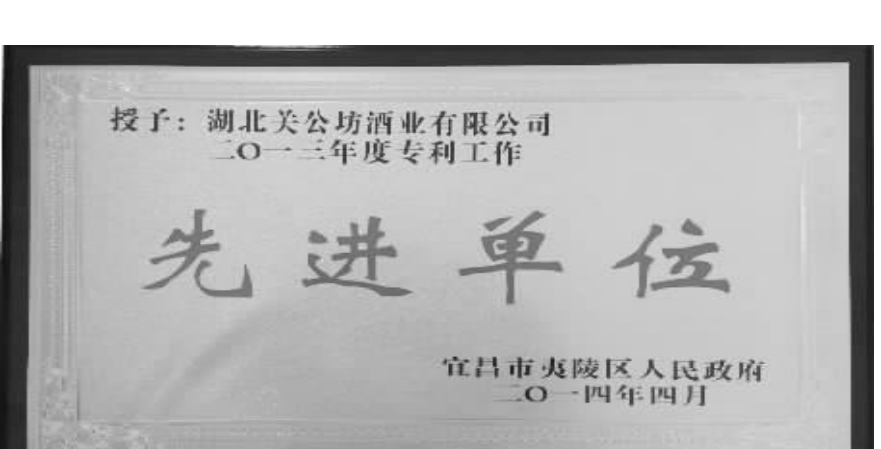 授予：湖北关公坊酒业有限公司
二〇一三年度专利工作
先进单位
宜昌市夷陵区人民政府
二〇一四年四月